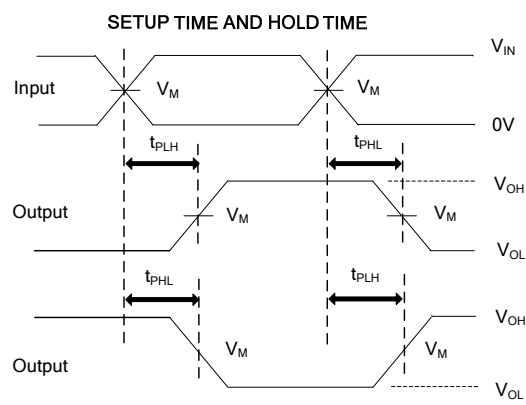 SETUP TIME AND HOLD TIME
V_IN
Input
V_M
V_M
0V
t_PLH
t_PHL
V_OH
Output
V_M
V_M
V_OL
t_PHL
t_PLH
V_OH
V_M
V_M
Output
V_OL